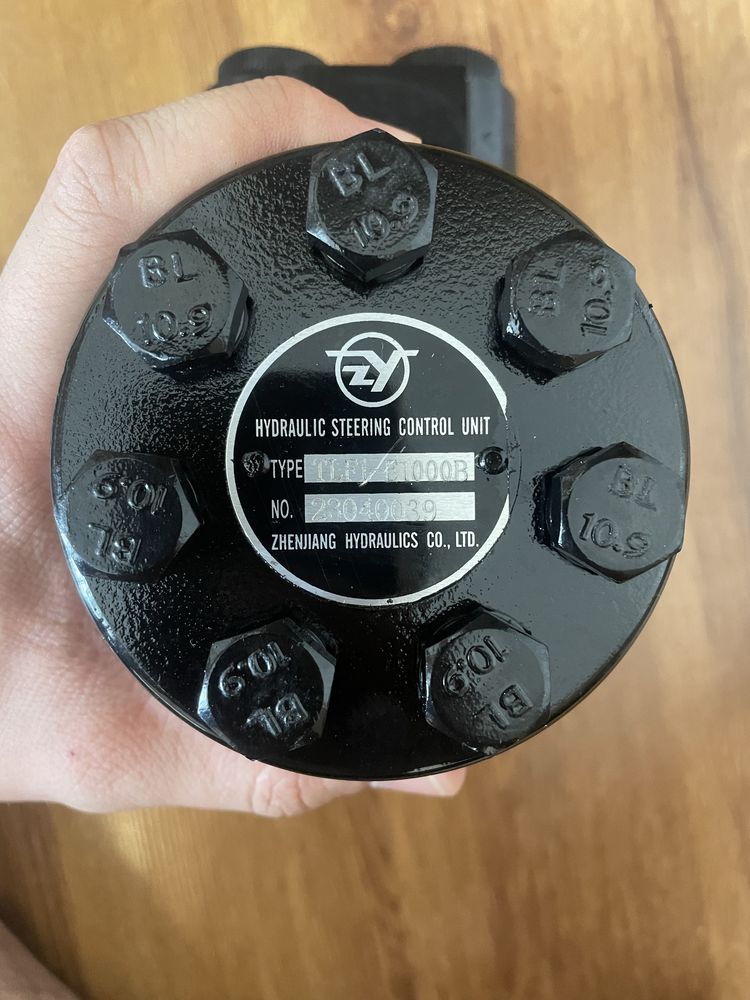 BL
10.9
BL
10.9
BL
10.9
ZY
HYDRAULIC STEERING CONTROL UNIT
TYPE
NO. 23040039
ZHENJIANG HYDRAULICS CO., LTD.
BL
10.9
BL
10.9
BL
10.9
BL
10.9